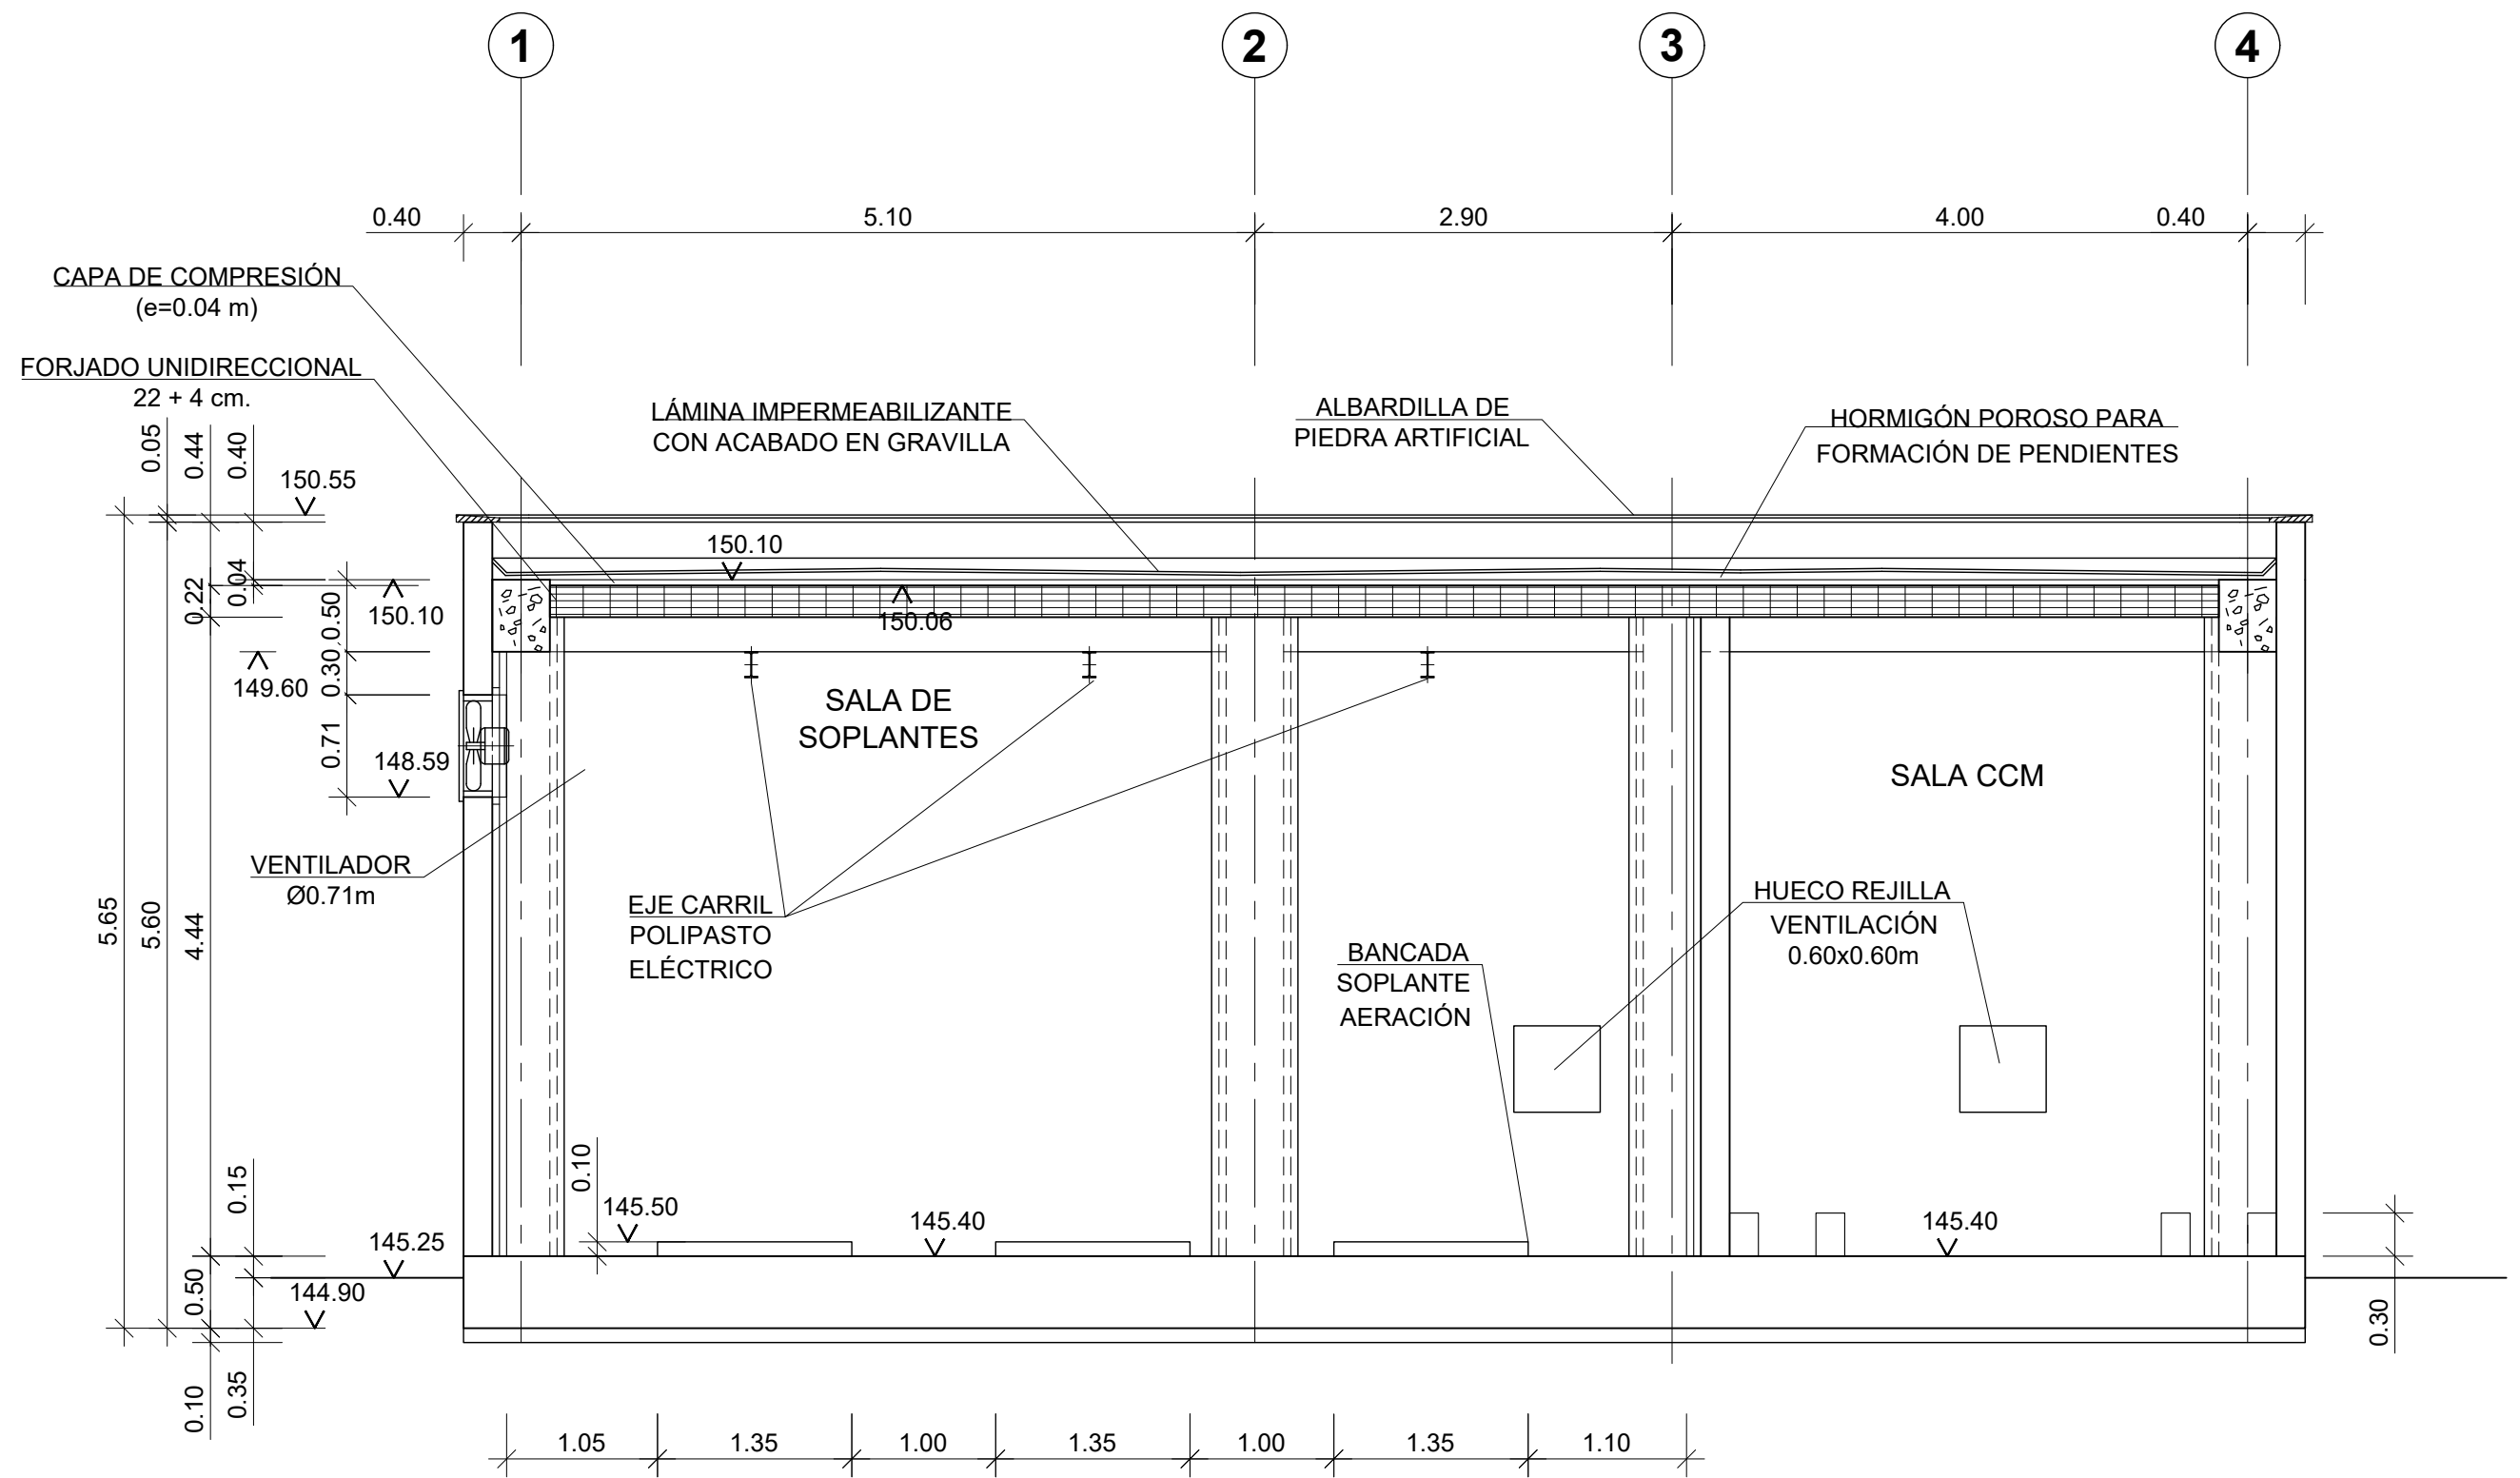 1
2
3
4
0.40
5.10
2.90
4.00
0.40
CAPA DE COMPRESIÓN
(e=0.04 m)
FORJADO UNIDIRECCIONAL
22 + 4 cm.
LÁMINA IMPERMEABILIZANTE
CON ACABADO EN GRAVILLA
ALBARDILLA DE
PIEDRA ARTIFICIAL
HORMIGÓN POROSO PARA
FORMACIÓN DE PENDIENTES
0.05
0.44
0.40
150.55
150.10
0.22
0.04
150.10
150.06
0.50
0.30
149.60
0.71
148.59
SALA DE
SOPLANTES
SALA CCM
VENTILADOR
Ø0.71m
EJE CARRIL
POLIPASTO
ELÉCTRICO
BANCADA
SOPLANTE
AERACIÓN
HUECO REJILLA
VENTILACIÓN
0.60x0.60m
5.65
5.60
4.44
0.15
0.10
145.50
145.40
145.40
145.25
144.90
0.50
0.10
0.35
0.30
1.05
1.35
1.00
1.35
1.00
1.35
1.10